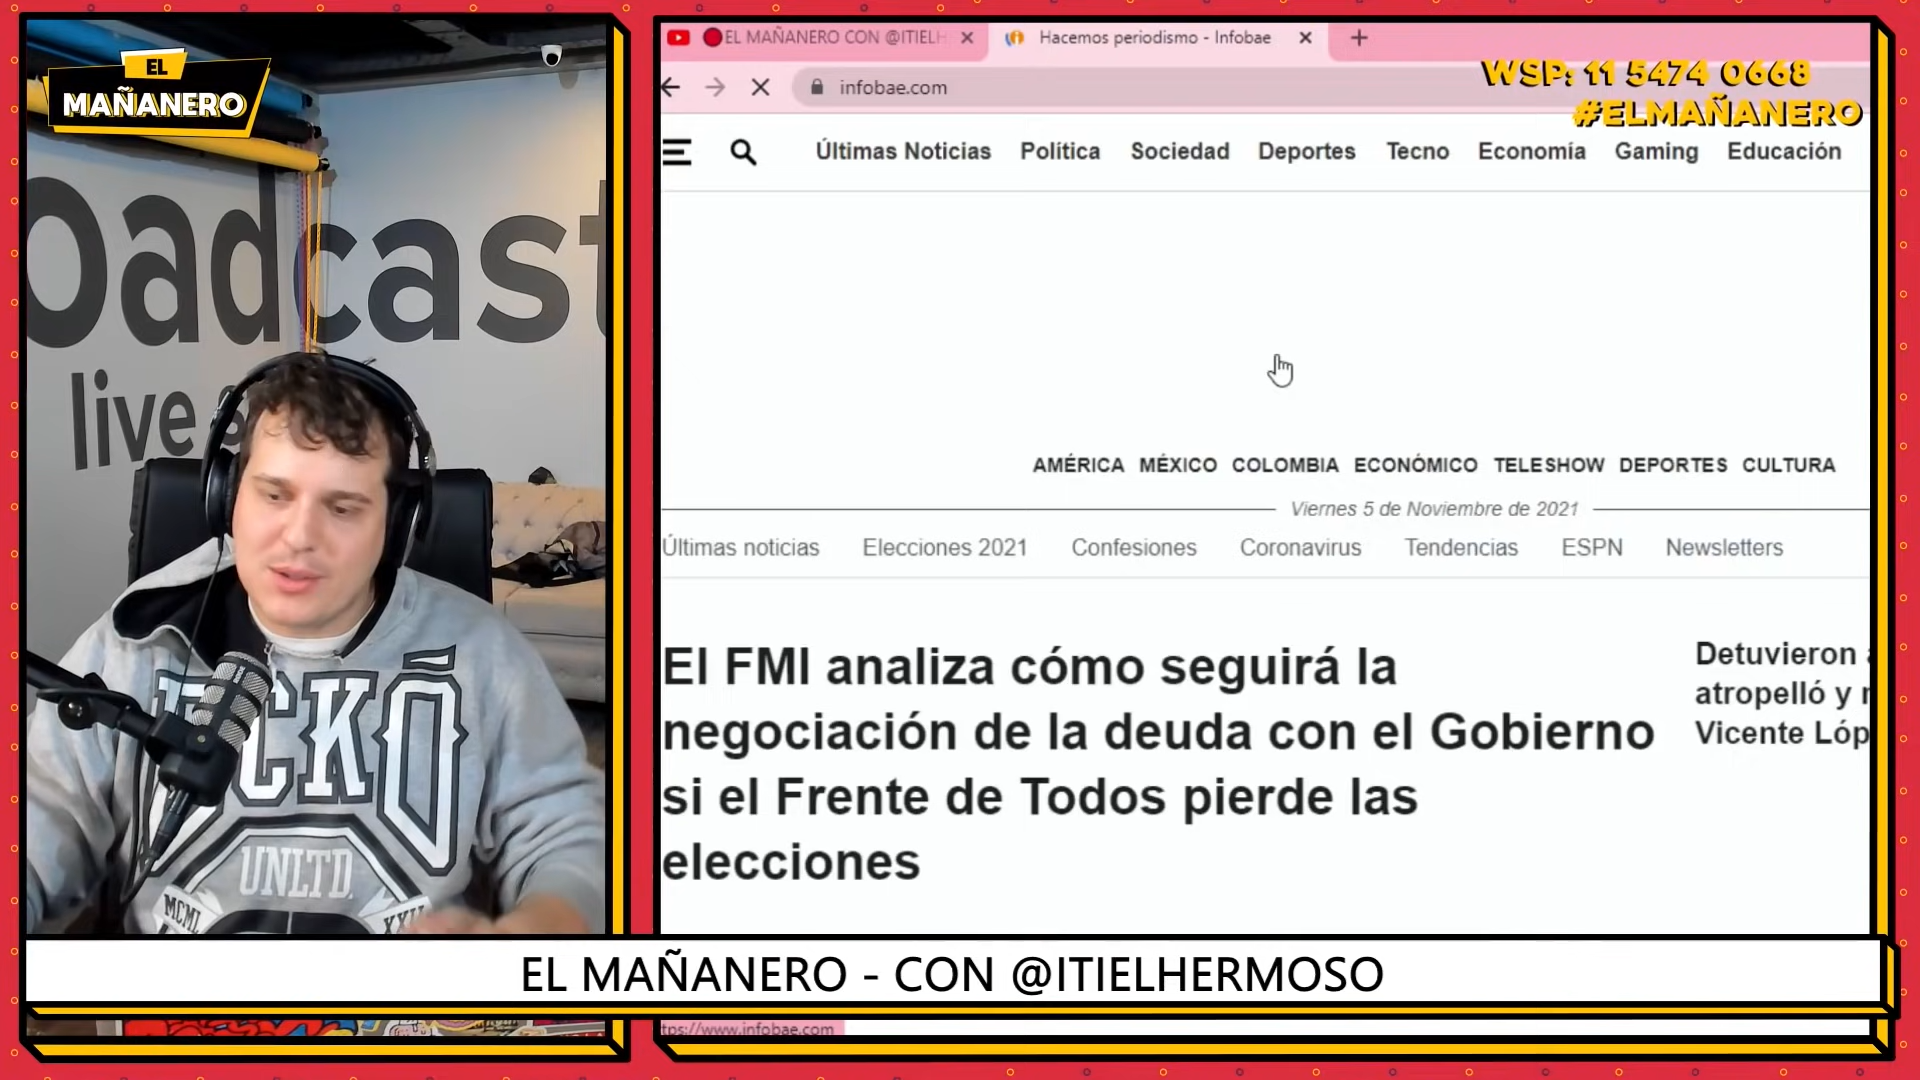 EL
MAÑANERO
oadcast
live s
ECKŌ
UNLTD.
MCML
XXII
EL MAÑANERO CON @ITIELH
Hacemos periodismo - Infobae
infobae.com
WSP: 11 5474 0668
#ELMAÑANERO
Últimas Noticias Política Sociedad Deportes Tecno Economía Gaming Educación
AMÉRICA MÉXICO COLOMBIA ECONÓMICO TELESHOW DEPORTES CULTURA
Viernes 5 de Noviembre de 2021
Últimas noticias Elecciones 2021 Confesiones Coronavirus Tendencias ESPN Newsletters
El FMI analiza cómo seguirá la
negociación de la deuda con el Gobierno
si el Frente de Todos pierde las
elecciones
Detuvieron a
atropelló y
Vicente Lóp
EL MAÑANERO - CON @ITIELHERMOSO
tps://www.infobae.com